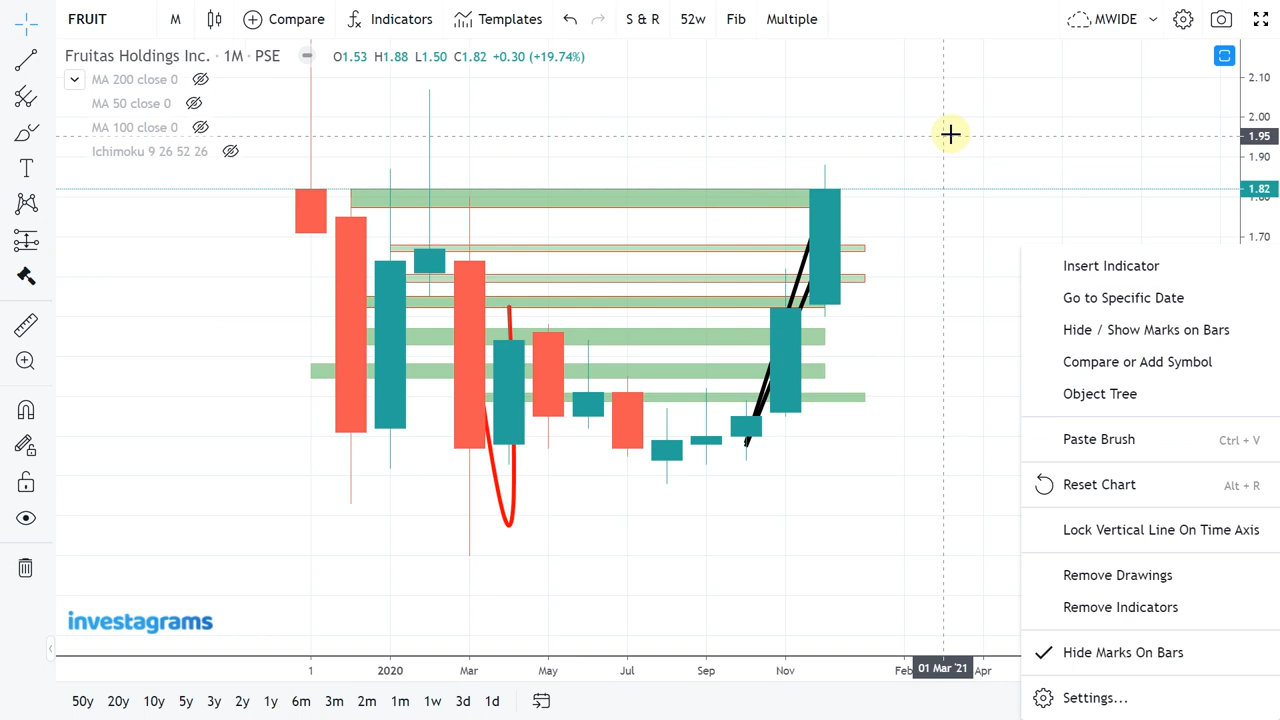 FRUIT M Compare Indicators Templates S & R 52w Fib Multiple MWIDE
Fruitas Holdings Inc. · 1M · PSE O1.53 H1.88 L1.50 C1.82 +0.30 (+19.74%)
MA 200 close 0
MA 50 close 0
MA 100 close 0
Ichimoku 9 26 52 26
2.10
2.00
1.95
1.90
1.82
1.80
1.70
Insert Indicator
Go to Specific Date
Hide / Show Marks on Bars
Compare or Add Symbol
Object Tree
Paste Brush Ctrl + V
Reset Chart Alt + R
Lock Vertical Line On Time Axis
Remove Drawings
Remove Indicators
Hide Marks On Bars
Settings...
investagrams
1 2020 Mar May Jul Sep Nov Feb 01 Mar '21 Apr
50y 20y 10y 5y 3y 2y 1y 6m 3m 2m 1m 1w 3d 1d